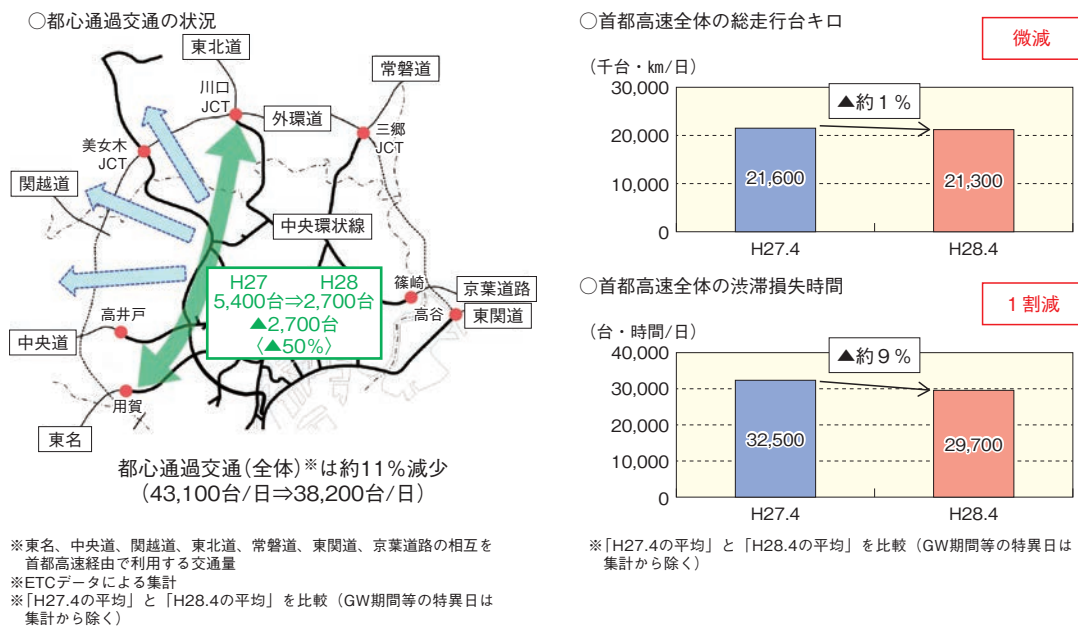 ○都心通過交通の状況
東北道
常磐道
川口
JCT
外環道
三郷
JCT
美女木
JCT
関越道
中央環状線
H27 H28
5,400台⇒2,700台
▲2,700台
〈▲50%〉
篠崎
京葉道路
高谷
東関道
高井戸
中央道
用賀
東名
都心通過交通(全体)※は約11%減少
(43,100台/日⇒38,200台/日)
※東名、中央道、関越道、東北道、常磐道、東関道、京葉道路の相互を
首都高速経由で利用する交通量
※ETCデータによる集計
※「H27.4の平均」と「H28.4の平均」を比較(GW期間等の特異日は
集計から除く)
○首都高速全体の総走行台キロ
微減
(千台・km/日)
30,000
20,000
10,000
0
▲約1%
21,600
21,300
H27.4
H28.4
○首都高速全体の渋滞損失時間
1割減
(台・時間/日)
40,000
30,000
20,000
10,000
0
▲約9%
32,500
29,700
H27.4
H28.4
※「H27.4の平均」と「H28.4の平均」を比較(GW期間等の特異日は
集計から除く)